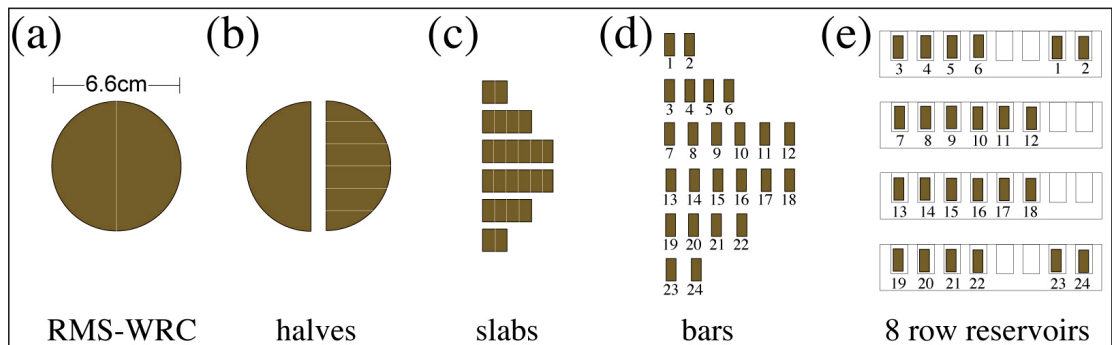 (a) (b) (c) (d) (e)
6.6cm
1 2
3 4 5 6
7 8 9 10 11 12
13 14 15 16 17 18
19 20 21 22
23 24
3 4 5 6 1 2
7 8 9 10 11 12
13 14 15 16 17 18
19 20 21 22 23 24
RMS-WRC halves slabs bars 8 row reservoirs